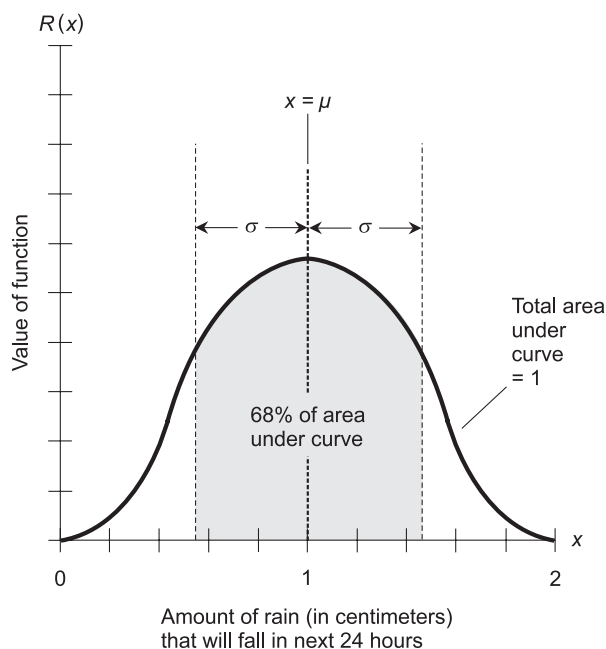 R(x)
x = μ
σ σ
Value of function
Total area
under
curve
= 1
68% of area
under curve
x
0 1 2
Amount of rain (in centimeters)
that will fall in next 24 hours